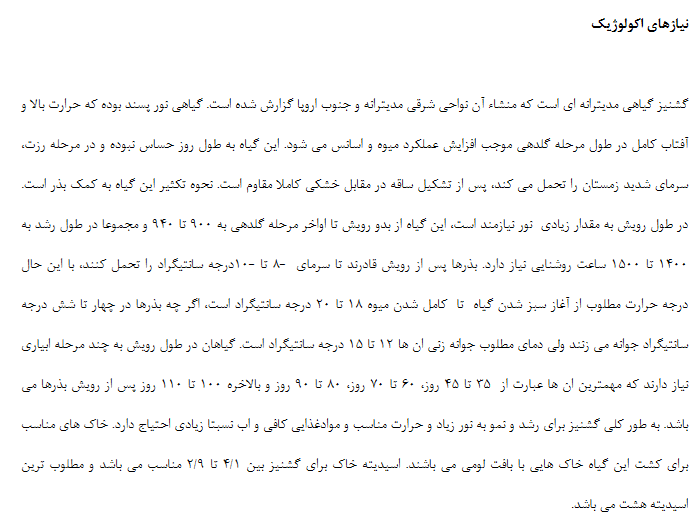 نیازهای اکولوژیک
گشنیز گیاهی مدیترانه ای است که منشاء آن نواحی شرقی مدیترانه و جنوب اروپا گزارش شده است. گیاهی نور پسند بوده که حرارت بالا و
آفتاب کامل در طول مرحله گلدهی موجب افزایش عملکرد میوه و اسانس می شود. این گیاه به طول روز حساس نبوده و در مرحله رزت،
سرمای شدید زمستان را تحمل می کند، پس از تشکیل ساقه در مقابل خشکی کاملا مقاوم است. نحوه تکثیر این گیاه به کمک بذر است.
در طول رویش به مقدار زیادی نور نیازمند است، این گیاه از بدو رویش تا اواخر مرحله گلدهی به ۹۰۰ تا ۹۴۰ و مجموعا در طول رشد به
۱۴۰۰ تا ۱۵۰۰ ساعت روشنایی نیاز دارد. بذرها پس از رویش قادرند تا سرمای ۸- تا ۱۰-درجه سانتیگراد را تحمل کنند، با این حال
درجه حرارت مطلوب از آغاز سبز شدن گیاه تا کامل شدن میوه ۱۸ تا ۲۰ درجه سانتیگراد است، اگر چه بذرها در چهار تا شش درجه
سانتیگراد جوانه می زنند ولی دمای مطلوب جوانه زنی ان ها ۱۲ تا ۱۵ درجه سانتیگراد است. گیاهان در طول رویش به چند مرحله ابیاری
نیاز دارند که مهمترین ان ها عبارت از ۳۵ تا ۴۵ روز، ۶۰ تا ۷۰ روز، ۸۰ تا ۹۰ روز و بالاخره ۱۰۰ تا ۱۱۰ روز پس از رویش بذرها می
باشد. به طور کلی گشنیز برای رشد و نمو به نور زیاد و حرارت مناسب و موادغذایی کافی و اب نسبتا زیادی احتیاج دارد. خاک های مناسب
برای کشت این گیاه خاک هایی با بافت لومی می باشند. اسیدیته خاک برای گشنیز بین ۴/۱ تا ۲/۹ مناسب می باشد و مطلوب ترین
اسیدیته هشت می باشد.